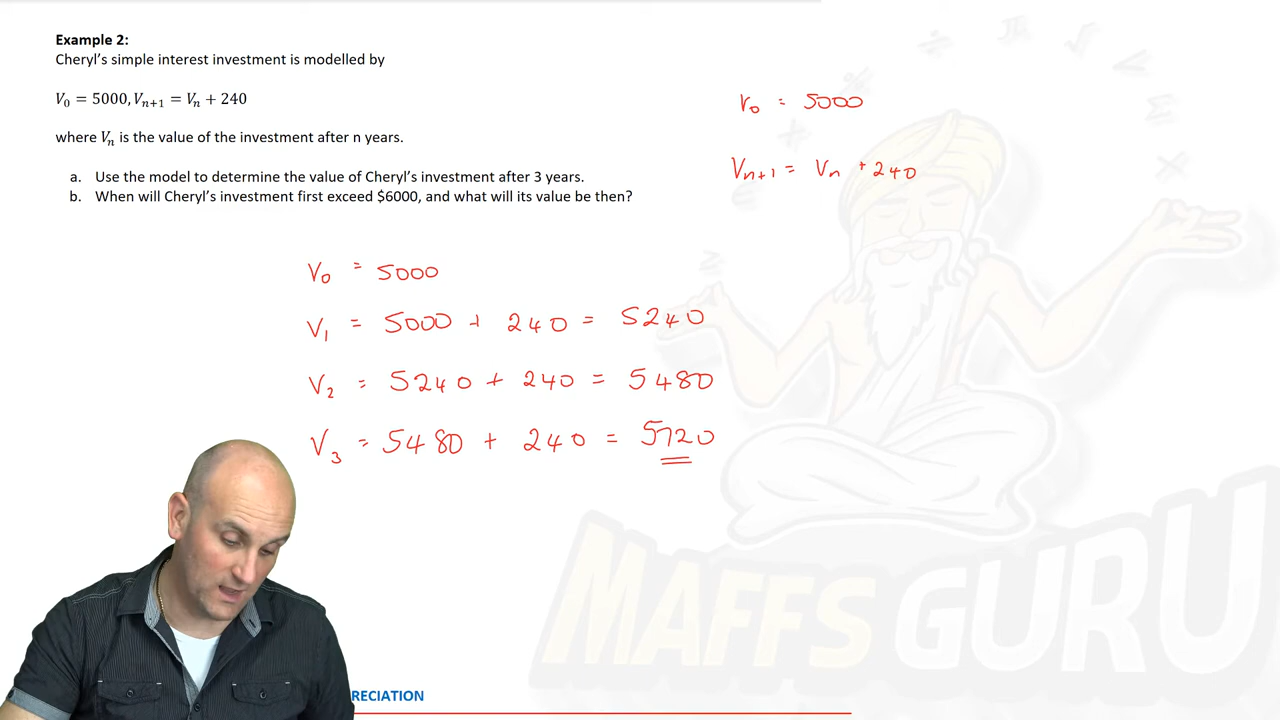 Example 2:
Cheryl's simple interest investment is modelled by
V₀ = 5000, Vₙ₊₁ = Vₙ + 240
where Vₙ is the value of the investment after n years.
a. Use the model to determine the value of Cheryl's investment after 3 years.
b. When will Cheryl's investment first exceed $6000, and what will its value be then?
V₀ = 5000
Vₙ₊₁ = Vₙ + 240
V₀ = 5000
V₁ = 5000 + 240 = 5240
V₂ = 5240 + 240 = 5480
V₃ = 5480 + 240 = 5720
MAFFS GURU
RECIATION